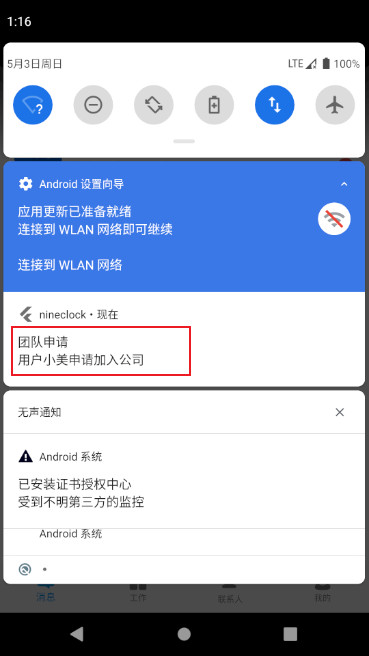 1:16
5月3日周日
LTE
100%
Android 设置向导
应用更新已准备就绪
连接到 WLAN 网络即可继续
连接到 WLAN 网络
nineclock • 现在
团队申请
用户小美申请加入公司
无声通知
Android 系统
已安装证书授权中心
受到不明第三方的监控
Android 系统
消息
工作
联系人
我的